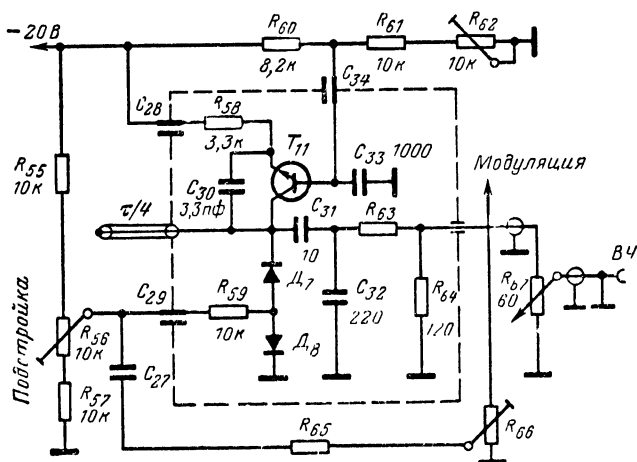 −20В
R60
8,2к
R61
10к
R62
10к
C34
C28
R58
3,3к
T11
C33 1000
Модуляция
R55
10к
C30
3,3пф
τ/4
C31
10
R63
ВЧ
R67
60
Д7
C32
220
R64
120
C29
R59
10к
Д8
Подстройка
R56
10к
C27
R57
10к
R65
R66